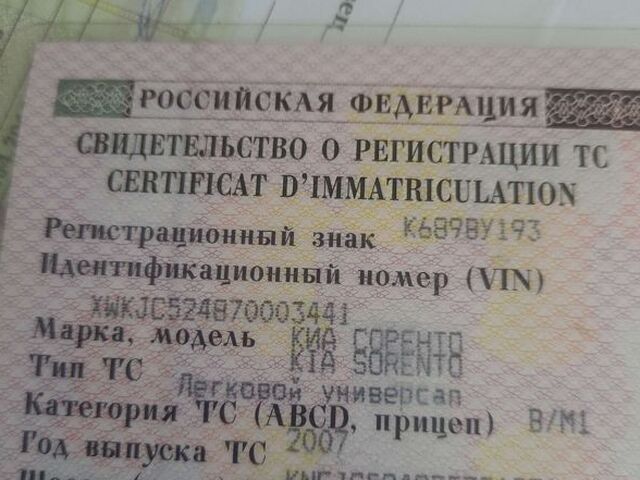 РОССИЙСКАЯ ФЕДЕРАЦИЯ
СВИДЕТЕЛЬСТВО О РЕГИСТРАЦИИ ТС
CERTIFICAT D'IMMATRICULATION
Регистрационный знак К689ВУ193
Идентификационный номер (VIN)
XWKJC524870003441
Марка, модель КИА СОРЕНТО
KIA SORENTO
Тип ТС Легковой универсал
Категория ТС (ABCD, прицеп) B/M1
Год выпуска ТС 2007